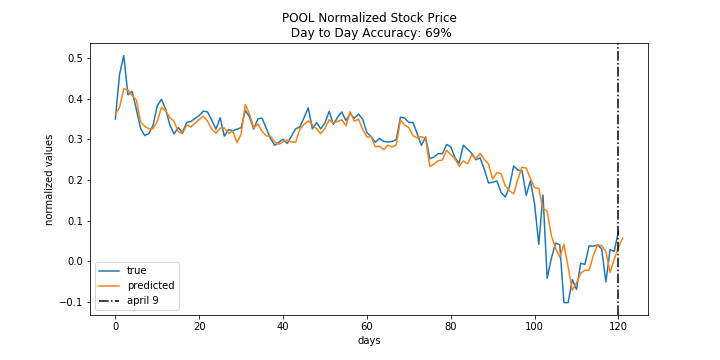 POOL Normalized Stock Price
Day to Day Accuracy: 69%
normalized values
0.5
0.4
0.3
0.2
0.1
0.0
−0.1
true
predicted
april 9
0 20 40 60 80 100 120
days